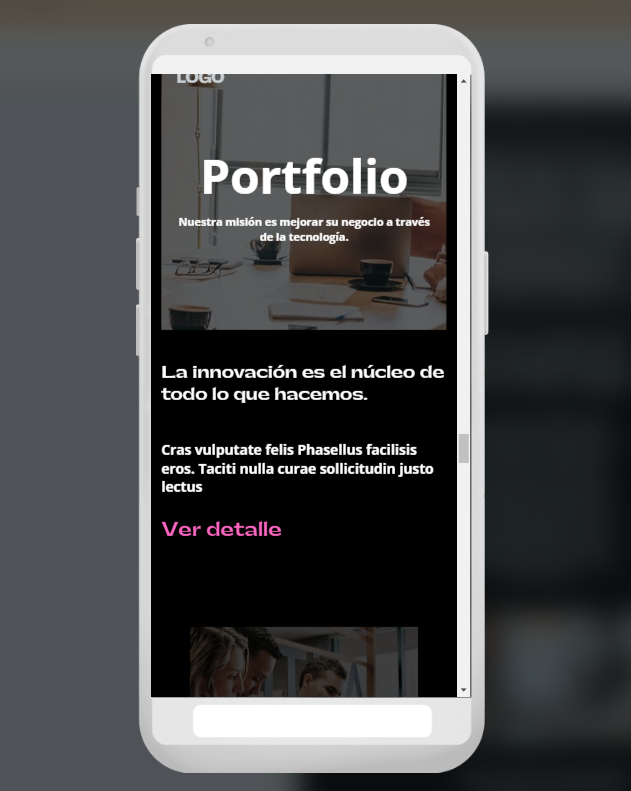 LOGO
Portfolio
Nuestra misión es mejorar su negocio a través
de la tecnología.
La innovación es el núcleo de
todo lo que hacemos.
Cras vulputate felis Phasellus facilisis
eros. Taciti nulla curae sollicitudin justo
lectus
Ver detalle